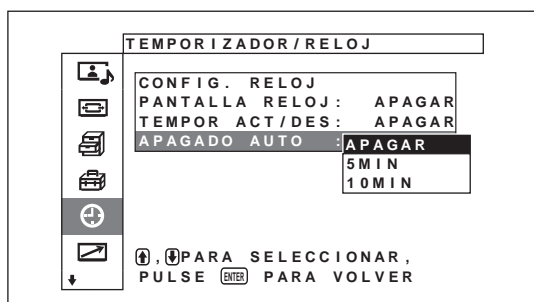 TEMPORIZADOR/RELOJ
CONFIG. RELOJ
PANTALLA RELOJ: APAGAR
TEMPOR ACT/DES: APAGAR
APAGADO AUTO : APAGAR
5MIN
10MIN
, PARA SELECCIONAR,
PULSE ENTER PARA VOLVER